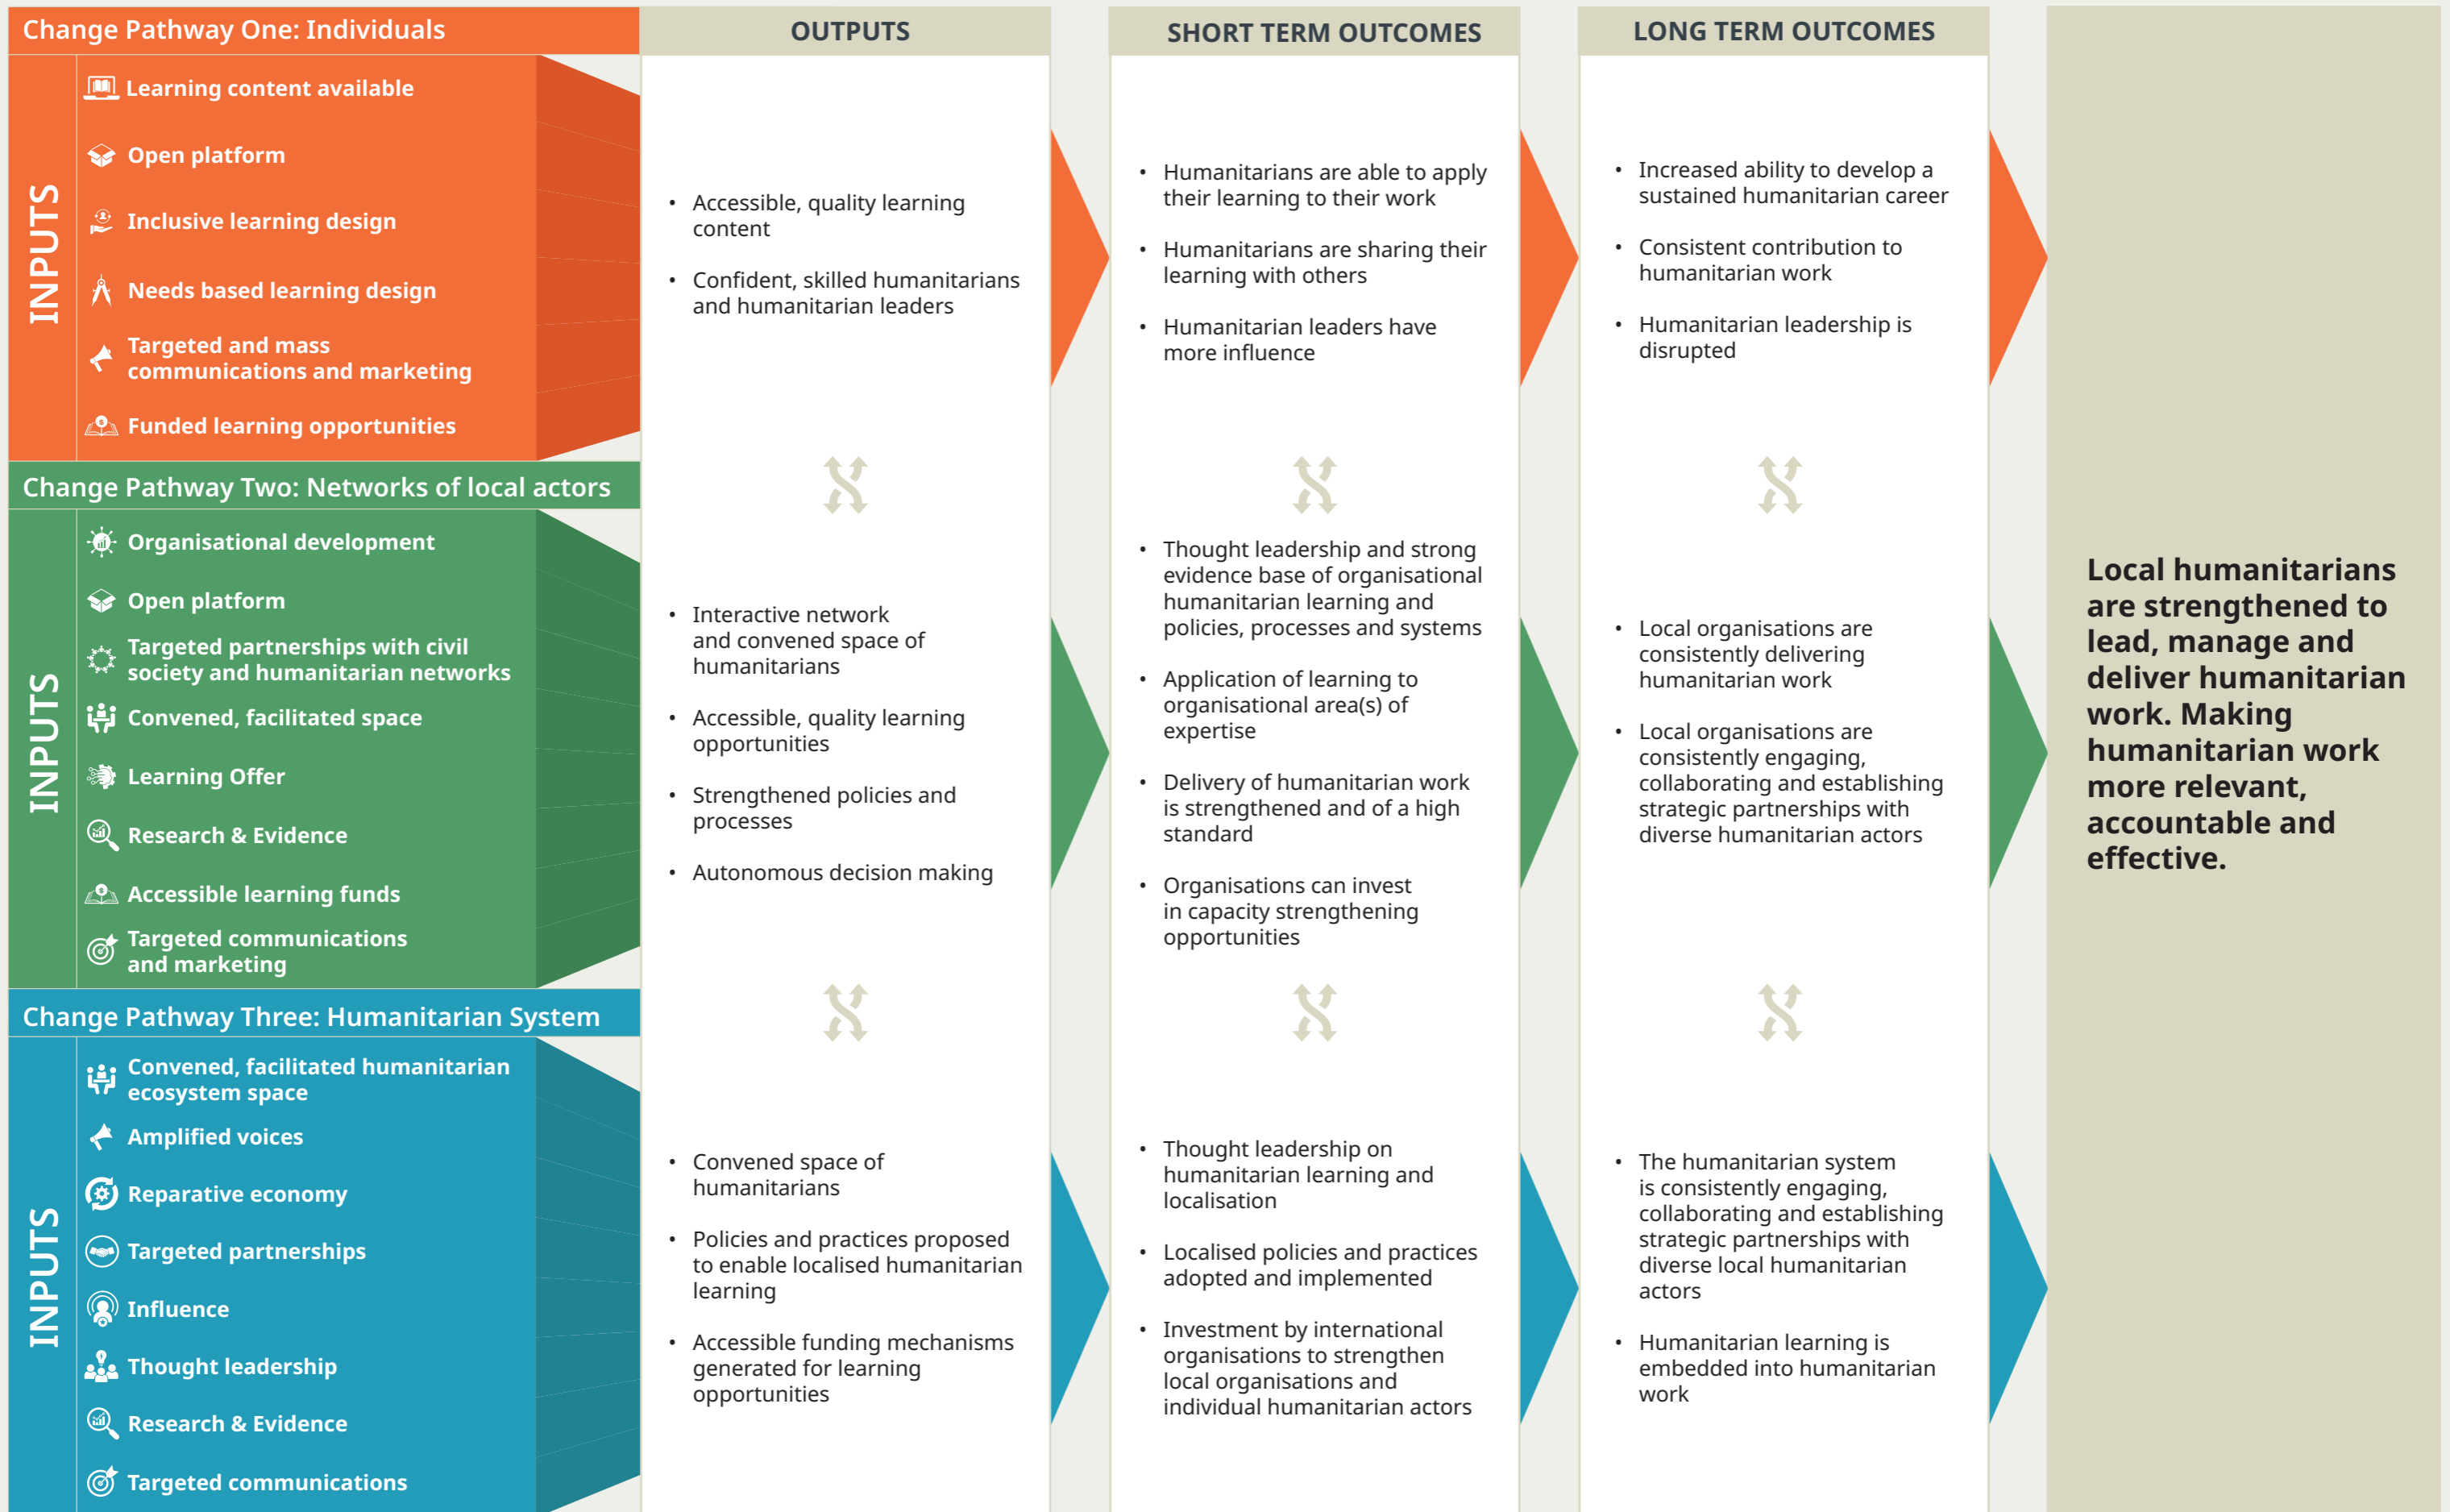 Change Pathway One: Individuals
INPUTS
Learning content available
Open platform
Inclusive learning design
Needs based learning design
Targeted and mass
communications and marketing
Funded learning opportunities
OUTPUTS
• Accessible, quality learning
content
• Confident, skilled humanitarians
and humanitarian leaders
SHORT TERM OUTCOMES
• Humanitarians are able to apply
their learning to their work
• Humanitarians are sharing their
learning with others
• Humanitarian leaders have
more influence
LONG TERM OUTCOMES
• Increased ability to develop a
sustained humanitarian career
• Consistent contribution to
humanitarian work
• Humanitarian leadership is
disrupted
Change Pathway Two: Networks of local actors
INPUTS
Organisational development
Open platform
Targeted partnerships with civil
society and humanitarian networks
Convened, facilitated space
Learning Offer
Research & Evidence
Accessible learning funds
Targeted communications
and marketing
• Interactive network
and convened space of
humanitarians
• Accessible, quality learning
opportunities
• Strengthened policies and
processes
• Autonomous decision making
• Thought leadership and strong
evidence base of organisational
humanitarian learning and
policies, processes and systems
• Application of learning to
organisational area(s) of
expertise
• Delivery of humanitarian work
is strengthened and of a high
standard
• Organisations can invest
in capacity strengthening
opportunities
• Local organisations are
consistently delivering
humanitarian work
• Local organisations are
consistently engaging,
collaborating and establishing
strategic partnerships with
diverse humanitarian actors
Change Pathway Three: Humanitarian System
INPUTS
Convened, facilitated humanitarian
ecosystem space
Amplified voices
Reparative economy
Targeted partnerships
Influence
Thought leadership
Research & Evidence
Targeted communications
• Convened space of
humanitarians
• Policies and practices proposed
to enable localised humanitarian
learning
• Accessible funding mechanisms
generated for learning
opportunities
• Thought leadership on
humanitarian learning and
localisation
• Localised policies and practices
adopted and implemented
• Investment by international
organisations to strengthen
local organisations and
individual humanitarian actors
• The humanitarian system
is consistently engaging,
collaborating and establishing
strategic partnerships with
diverse local humanitarian
actors
• Humanitarian learning is
embedded into humanitarian
work
Local humanitarians
are strengthened to
lead, manage and
deliver humanitarian
work. Making
humanitarian work
more relevant,
accountable and
effective.